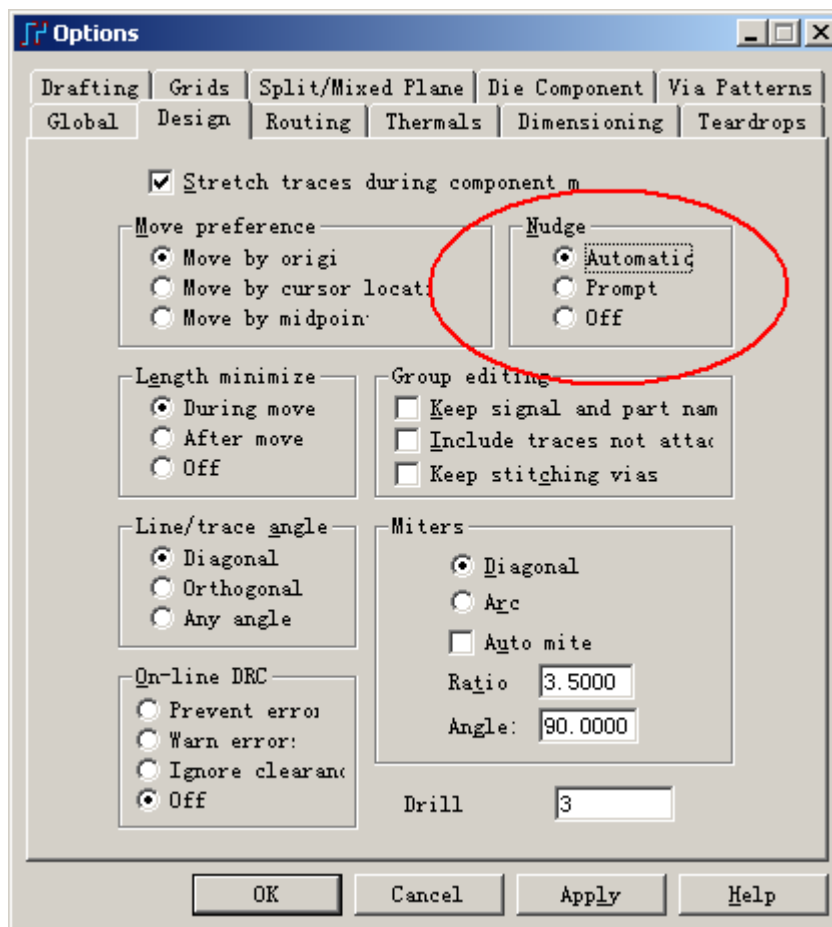 Options
Drafting Grids Split/Mixed Plane Die Component Via Patterns
Global Design Routing Thermals Dimensioning Teardrops
Stretch traces during component m
Move preference
Move by origi
Move by cursor locati
Move by midpoin
Nudge
Automatic
Prompt
Off
Length minimize
During move
After move
Off
Group editing
Keep signal and part nam
Include traces not attac
Keep stitching vias
Line/trace angle
Diagonal
Orthogonal
Any angle
Miters
Diagonal
Arc
Auto mite
Ratio 3.5000
Angle: 90.0000
On-line DRC
Prevent error
Warn error:
Ignore clearanc
Off
Drill 3
OK Cancel Apply Help